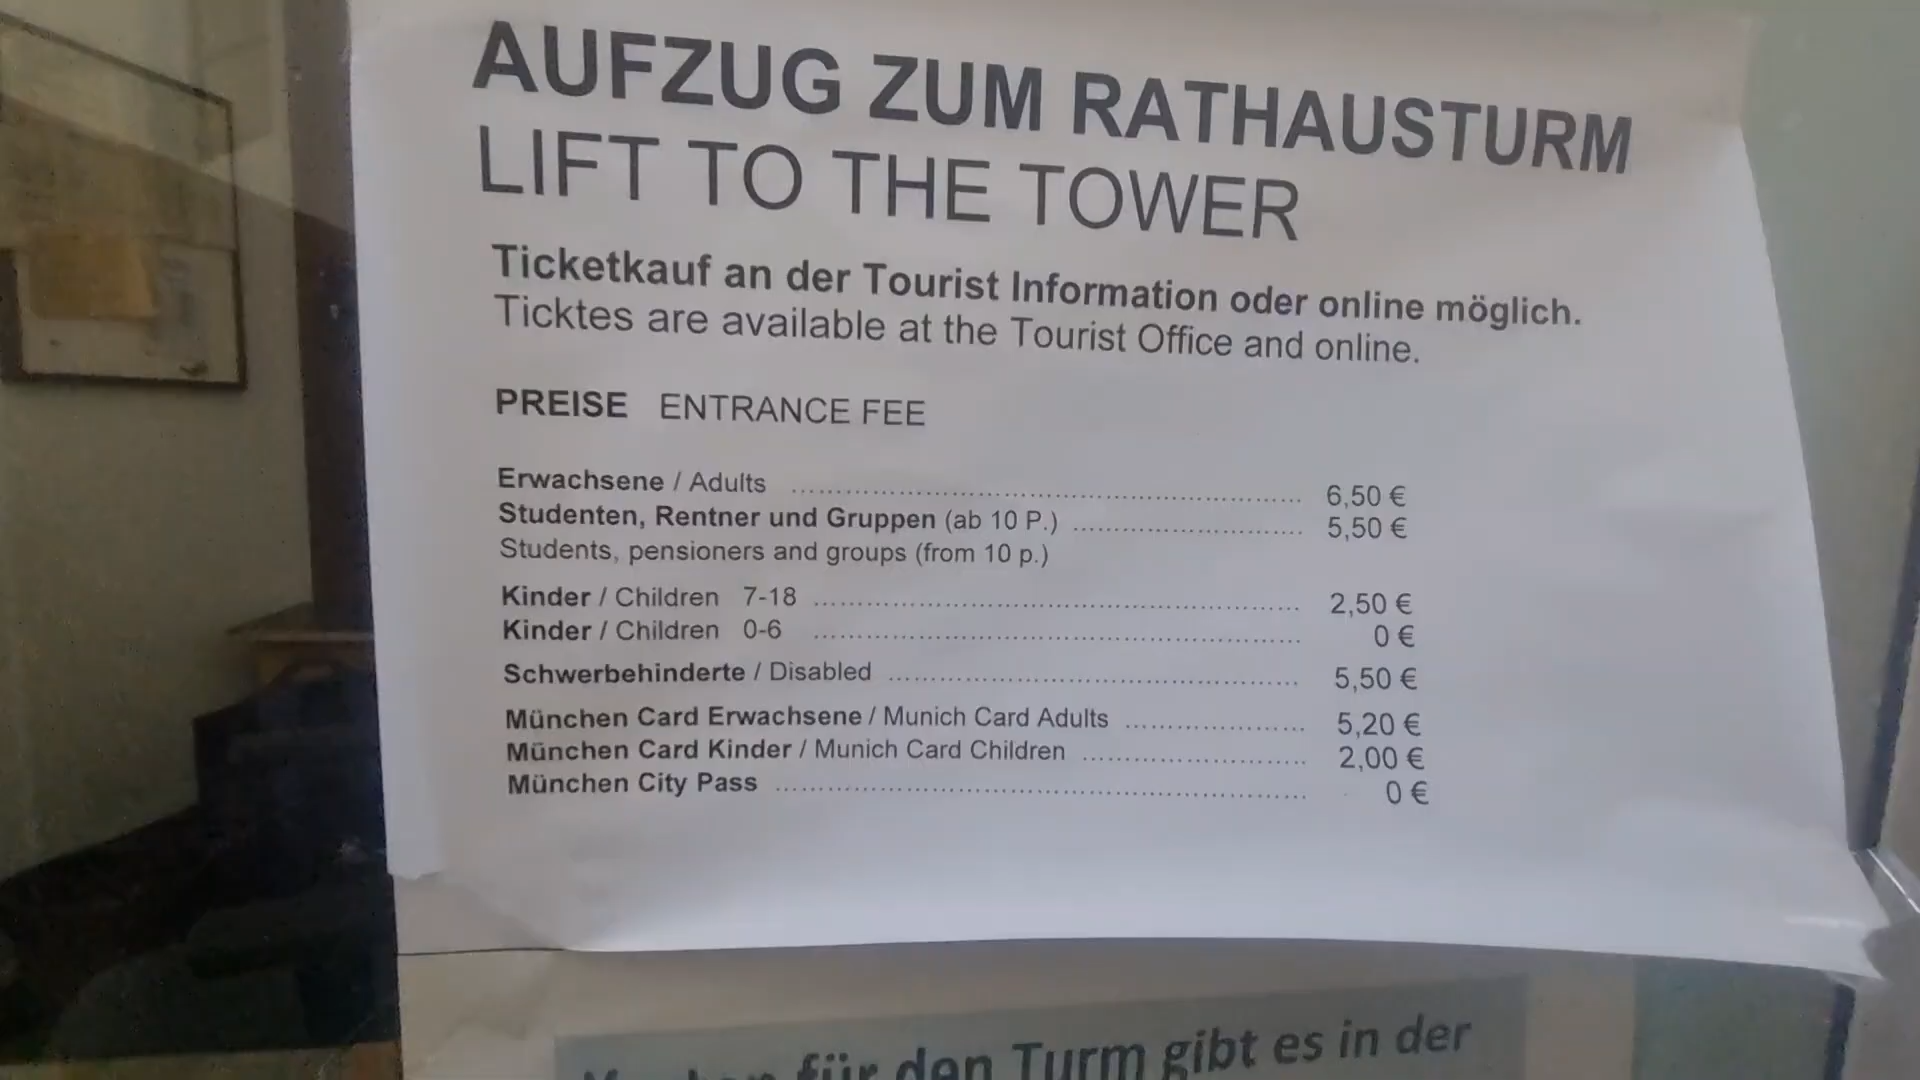 AUFZUG ZUM RATHAUSTURM
LIFT TO THE TOWER
Ticketkauf an der Tourist Information oder online möglich.
Ticktes are available at the Tourist Office and online.
PREISE ENTRANCE FEE
Erwachsene / Adults ........ 6,50 €
Studenten, Rentner und Gruppen (ab 10 P.) ........ 5,50 €
Students, pensioners and groups (from 10 p.)
Kinder / Children 7-18 ........ 2,50 €
Kinder / Children 0-6 ........ 0 €
Schwerbehinderte / Disabled ........ 5,50 €
München Card Erwachsene / Munich Card Adults ........ 5,20 €
München Card Kinder / Munich Card Children ........ 2,00 €
München City Pass ........ 0 €
für den Turm gibt es in der